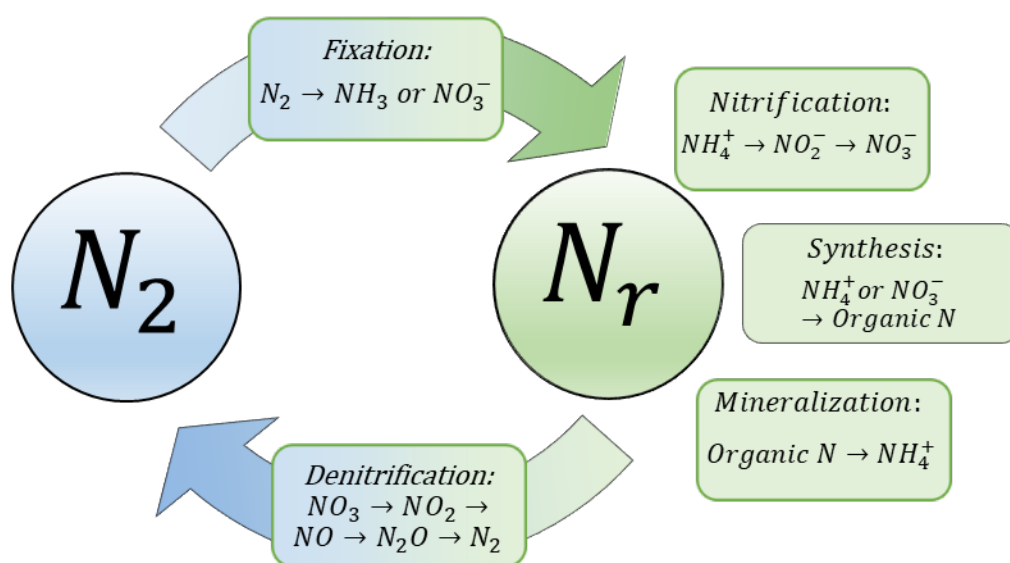 Fixation:
N₂ → NH₃ or NO₃⁻
Nitrification:
NH₄⁺ → NO₂⁻ → NO₃⁻
N₂
Nᵣ
Synthesis:
NH₄⁺ or NO₃⁻
→ Organic N
Mineralization:
Organic N → NH₄⁺
Denitrification:
NO₃ → NO₂ →
NO → N₂O → N₂